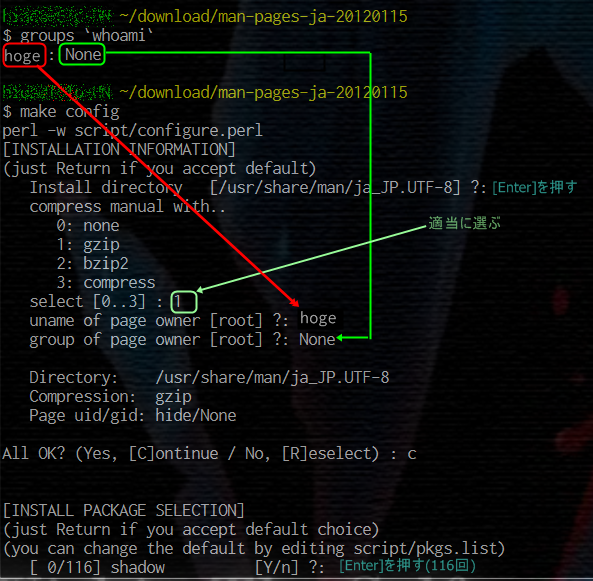 ~/download/man-pages-ja-20120115
$ groups `whoami`
hoge : None
~/download/man-pages-ja-20120115
$ make config
perl -w script/configure.perl
[INSTALLATION INFORMATION]
(just Return if you accept default)
Install directory [/usr/share/man/ja_JP.UTF-8] ?: [Enter]を押す
compress manual with..
0: none
適当に選ぶ
1: gzip
2: bzip2
3: compress
select [0..3] : 1
uname of page owner [root] ?: hoge
group of page owner [root] ?: None
Directory: /usr/share/man/ja_JP.UTF-8
Compression: gzip
Page uid/gid: hide/None
All OK? (Yes, [C]ontinue / No, [R]eselect) : c
[INSTALL PACKAGE SELECTION]
(just Return if you accept default choice)
(you can change the default by editing script/pkgs.list)
[ 0/116] shadow [Y/n] ?: [Enter]を押す(116回)